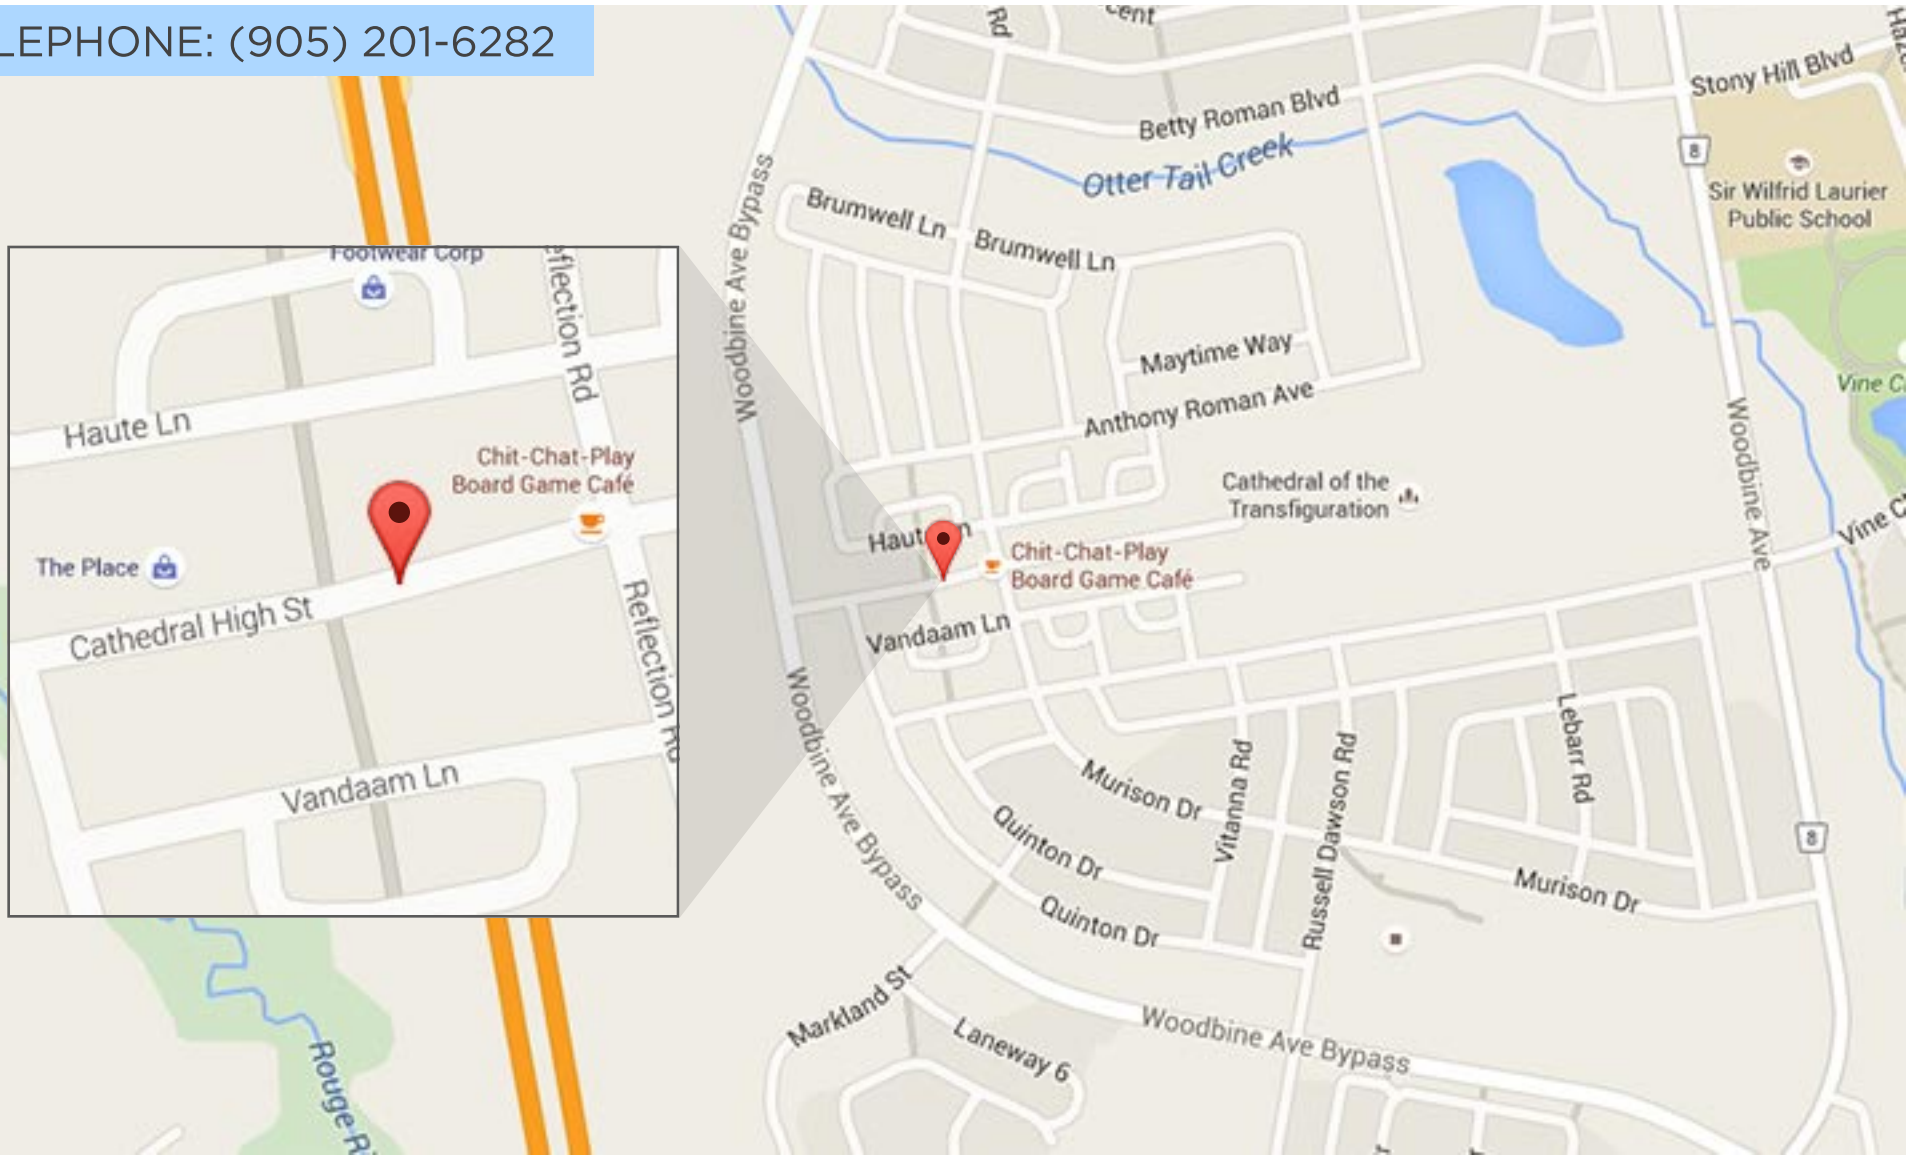 LEPHONE: (905) 201-6282
Rd
Stony Hill Blvd
Betty Roman Blvd
Otter Tail Creek
8
Sir Wilfrid Laurier
Public School
Woodbine Ave Bypass
Brumwell Ln
Brumwell Ln
Maytime Way
Anthony Roman Ave
Woodbine Ave
Cathedral of the
Transfiguration
Chit-Chat-Play
Board Game Café
Vandaam Ln
Footwear Corp
Reflection Rd
Haute Ln
Chit-Chat-Play
Board Game Café
The Place
Cathedral High St
Reflection Rd
Vandaam Ln
Woodbine Ave Bypass
Murison Dr
Vitanna Rd
Russell Dawson Rd
Lebarr Rd
8
Quinton Dr
Quinton Dr
Murison Dr
Markland St
Laneway 6
Woodbine Ave Bypass
Rouge Ri